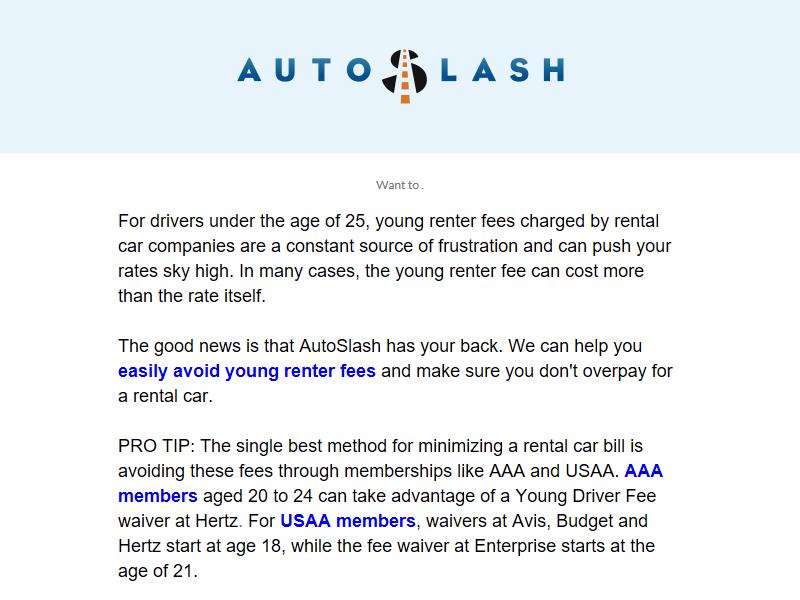 AUTOSLASH
Want to .
For drivers under the age of 25, young renter fees charged by rental
car companies are a constant source of frustration and can push your
rates sky high. In many cases, the young renter fee can cost more
than the rate itself.
The good news is that AutoSlash has your back. We can help you
easily avoid young renter fees and make sure you don't overpay for
a rental car.
PRO TIP: The single best method for minimizing a rental car bill is
avoiding these fees through memberships like AAA and USAA. AAA
members aged 20 to 24 can take advantage of a Young Driver Fee
waiver at Hertz. For USAA members, waivers at Avis, Budget and
Hertz start at age 18, while the fee waiver at Enterprise starts at the
age of 21.